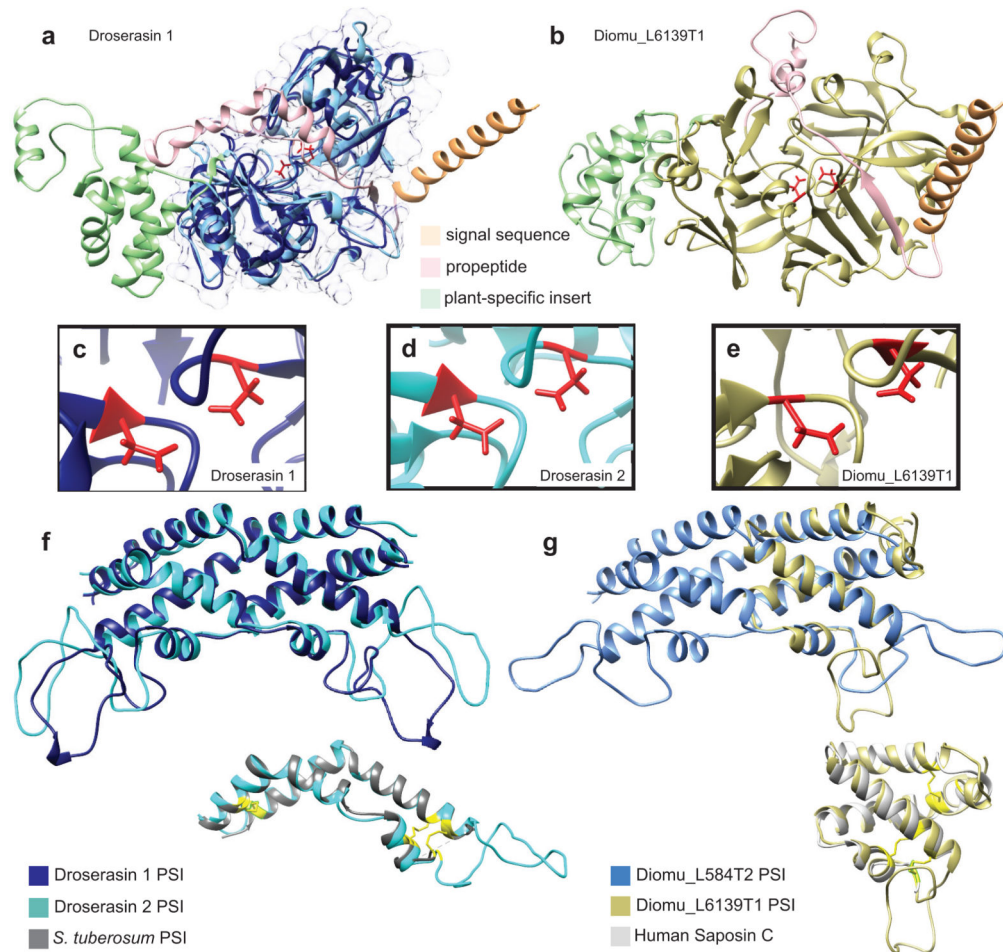 a Droserasin 1
b Diomu_L6139T1
signal sequence
propeptide
plant-specific insert
c
Droserasin 1
d
Droserasin 2
e
Diomu_L6139T1
f
g
Droserasin 1 PSI
Droserasin 2 PSI
S. tuberosum PSI
Diomu_L584T2 PSI
Diomu_L6139T1 PSI
Human Saposin C